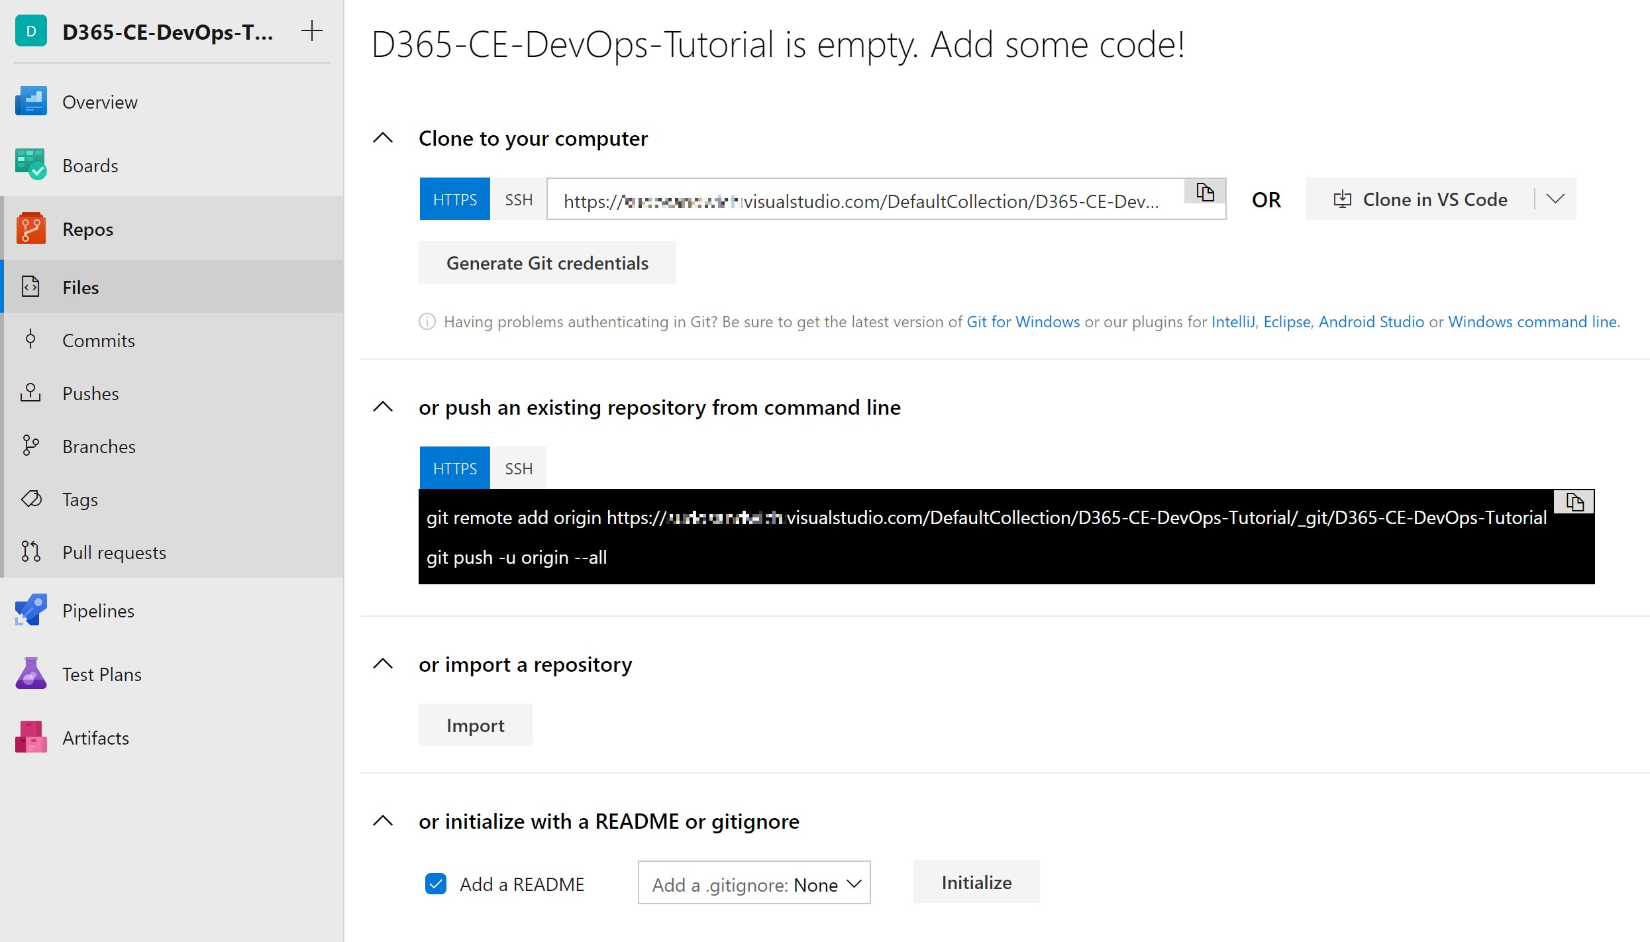 D
D365-CE-DevOps-T...
Overview
Boards
Repos
Files
Commits
Pushes
Branches
Tags
Pull requests
Pipelines
Test Plans
Artifacts
D365-CE-DevOps-Tutorial is empty. Add some code!
Clone to your computer
HTTPS SSH https:// visualstudio.com/DefaultCollection/D365-CE-Dev... OR Clone in VS Code
Generate Git credentials
Having problems authenticating in Git? Be sure to get the latest version of Git for Windows or our plugins for IntelliJ, Eclipse, Android Studio or Windows command line.
or push an existing repository from command line
HTTPS SSH
git remote add origin https:// visualstudio.com/DefaultCollection/D365-CE-DevOps-Tutorial/_git/D365-CE-DevOps-Tutorial
git push -u origin --all
or import a repository
Import
or initialize with a README or gitignore
Add a README Add a .gitignore: None Initialize